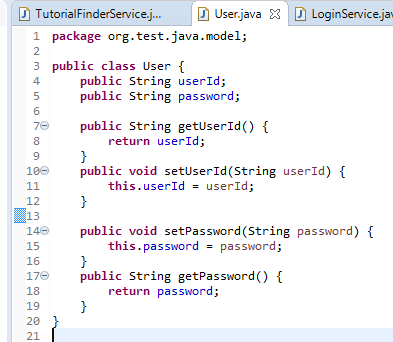 TutorialFinderService.j...
User.java
LoginService.jav
1 package org.test.java.model;
2
3 public class User {
4 public String userId;
5 public String password;
6
7 public String getUserId() {
8 return userId;
9 }
10 public void setUserId(String userId) {
11 this.userId = userId;
12 }
13
14 public void setPassword(String password) {
15 this.password = password;
16 }
17 public String getPassword() {
18 return password;
19 }
20 }
21